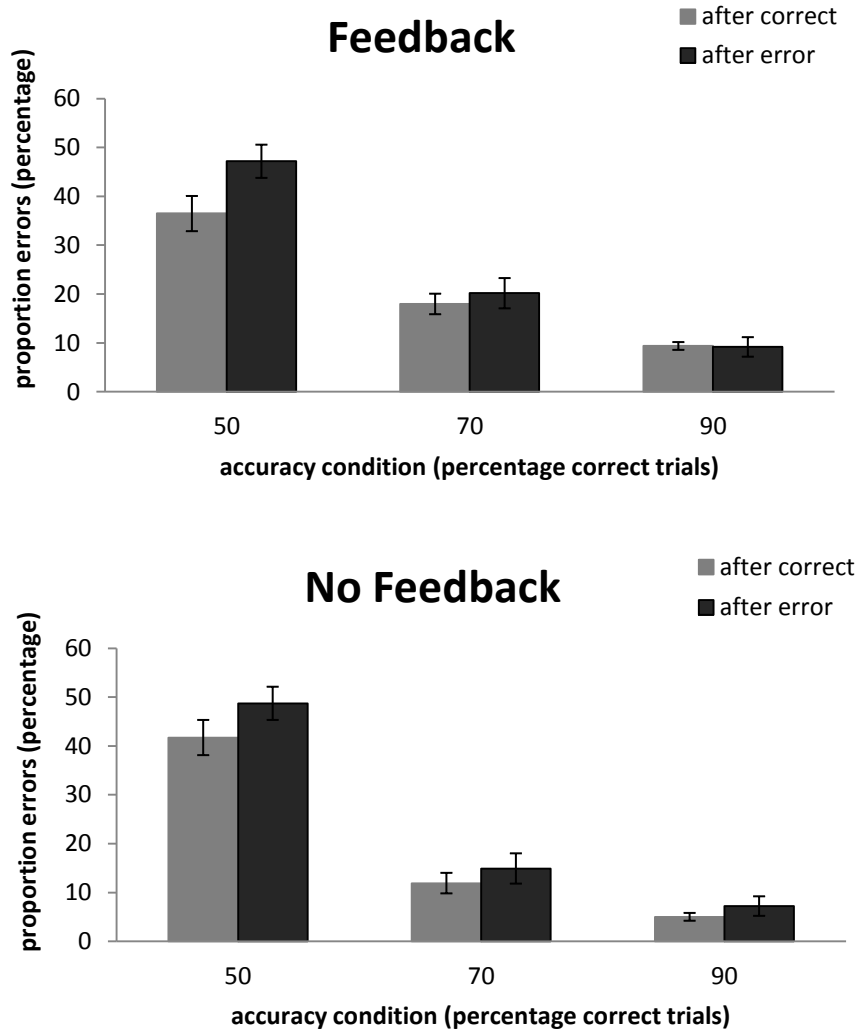 Feedback
after correct
after error
proportion errors (percentage)
60
50
40
30
20
10
0
50 70 90
accuracy condition (percentage correct trials)
No Feedback
after correct
after error
proportion errors (percentage)
60
50
40
30
20
10
0
50 70 90
accuracy condition (percentage correct trials)